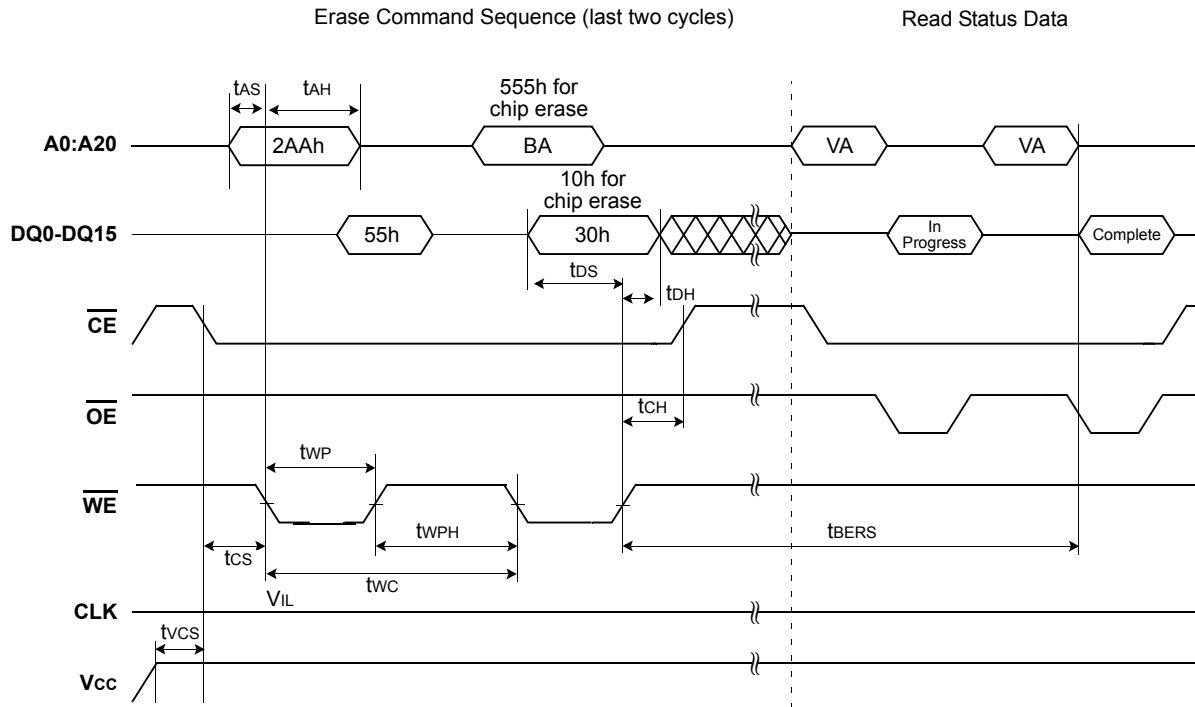 Erase Command Sequence (last two cycles)
Read Status Data
tAS
tAH
555h for
chip erase
A0:A20
2AAh
BA
VA
VA
10h for
chip erase
DQ0-DQ15
55h
30h
In
Progress
Complete
tDS
tDH
CE
OE
tCH
tWP
WE
tCS
tWPH
tBERS
tWC
VIL
CLK
tVCS
VCC